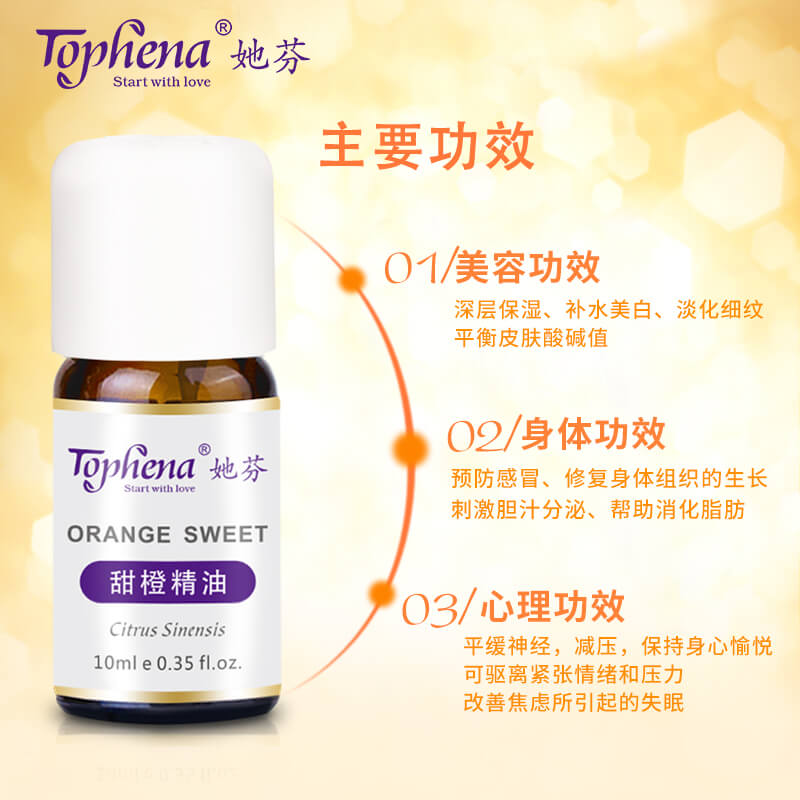 Tophena® 她芬
Start with love
主要功效
01/美容功效
深层保湿、补水美白、淡化细纹
平衡皮肤酸碱值
02/身体功效
预防感冒、修复身体组织的生长
刺激胆汁分泌、帮助消化脂肪
03/心理功效
平缓神经，减压，保持身心愉悦
可驱离紧张情绪和压力
改善焦虑所引起的失眠
Tophena® 她芬
Start with love
ORANGE SWEET
甜橙精油
Citrus Sinensis
10ml e 0.35 fl.oz.